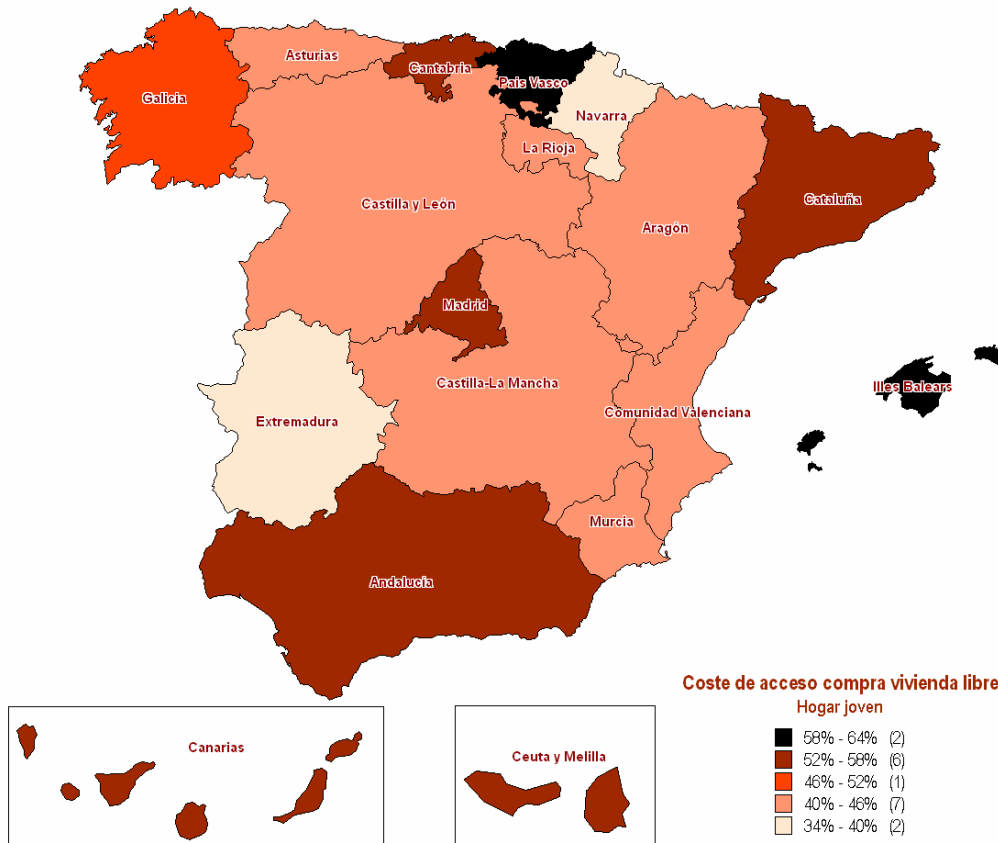 Asturias
Cantabria
Pais Vasco
Galicia
Navarra
La Rioja
Castilla y León
Cataluña
Aragón
Madrid
Castilla-La Mancha
Illes Balears
Comunidad Valenciana
Extremadura
Murcia
Andalucía
Coste de acceso compra vivienda libre
Hogar joven
58% - 64% (2)
52% - 58% (6)
46% - 52% (1)
40% - 46% (7)
34% - 40% (2)
Canarias
Ceuta y Melilla